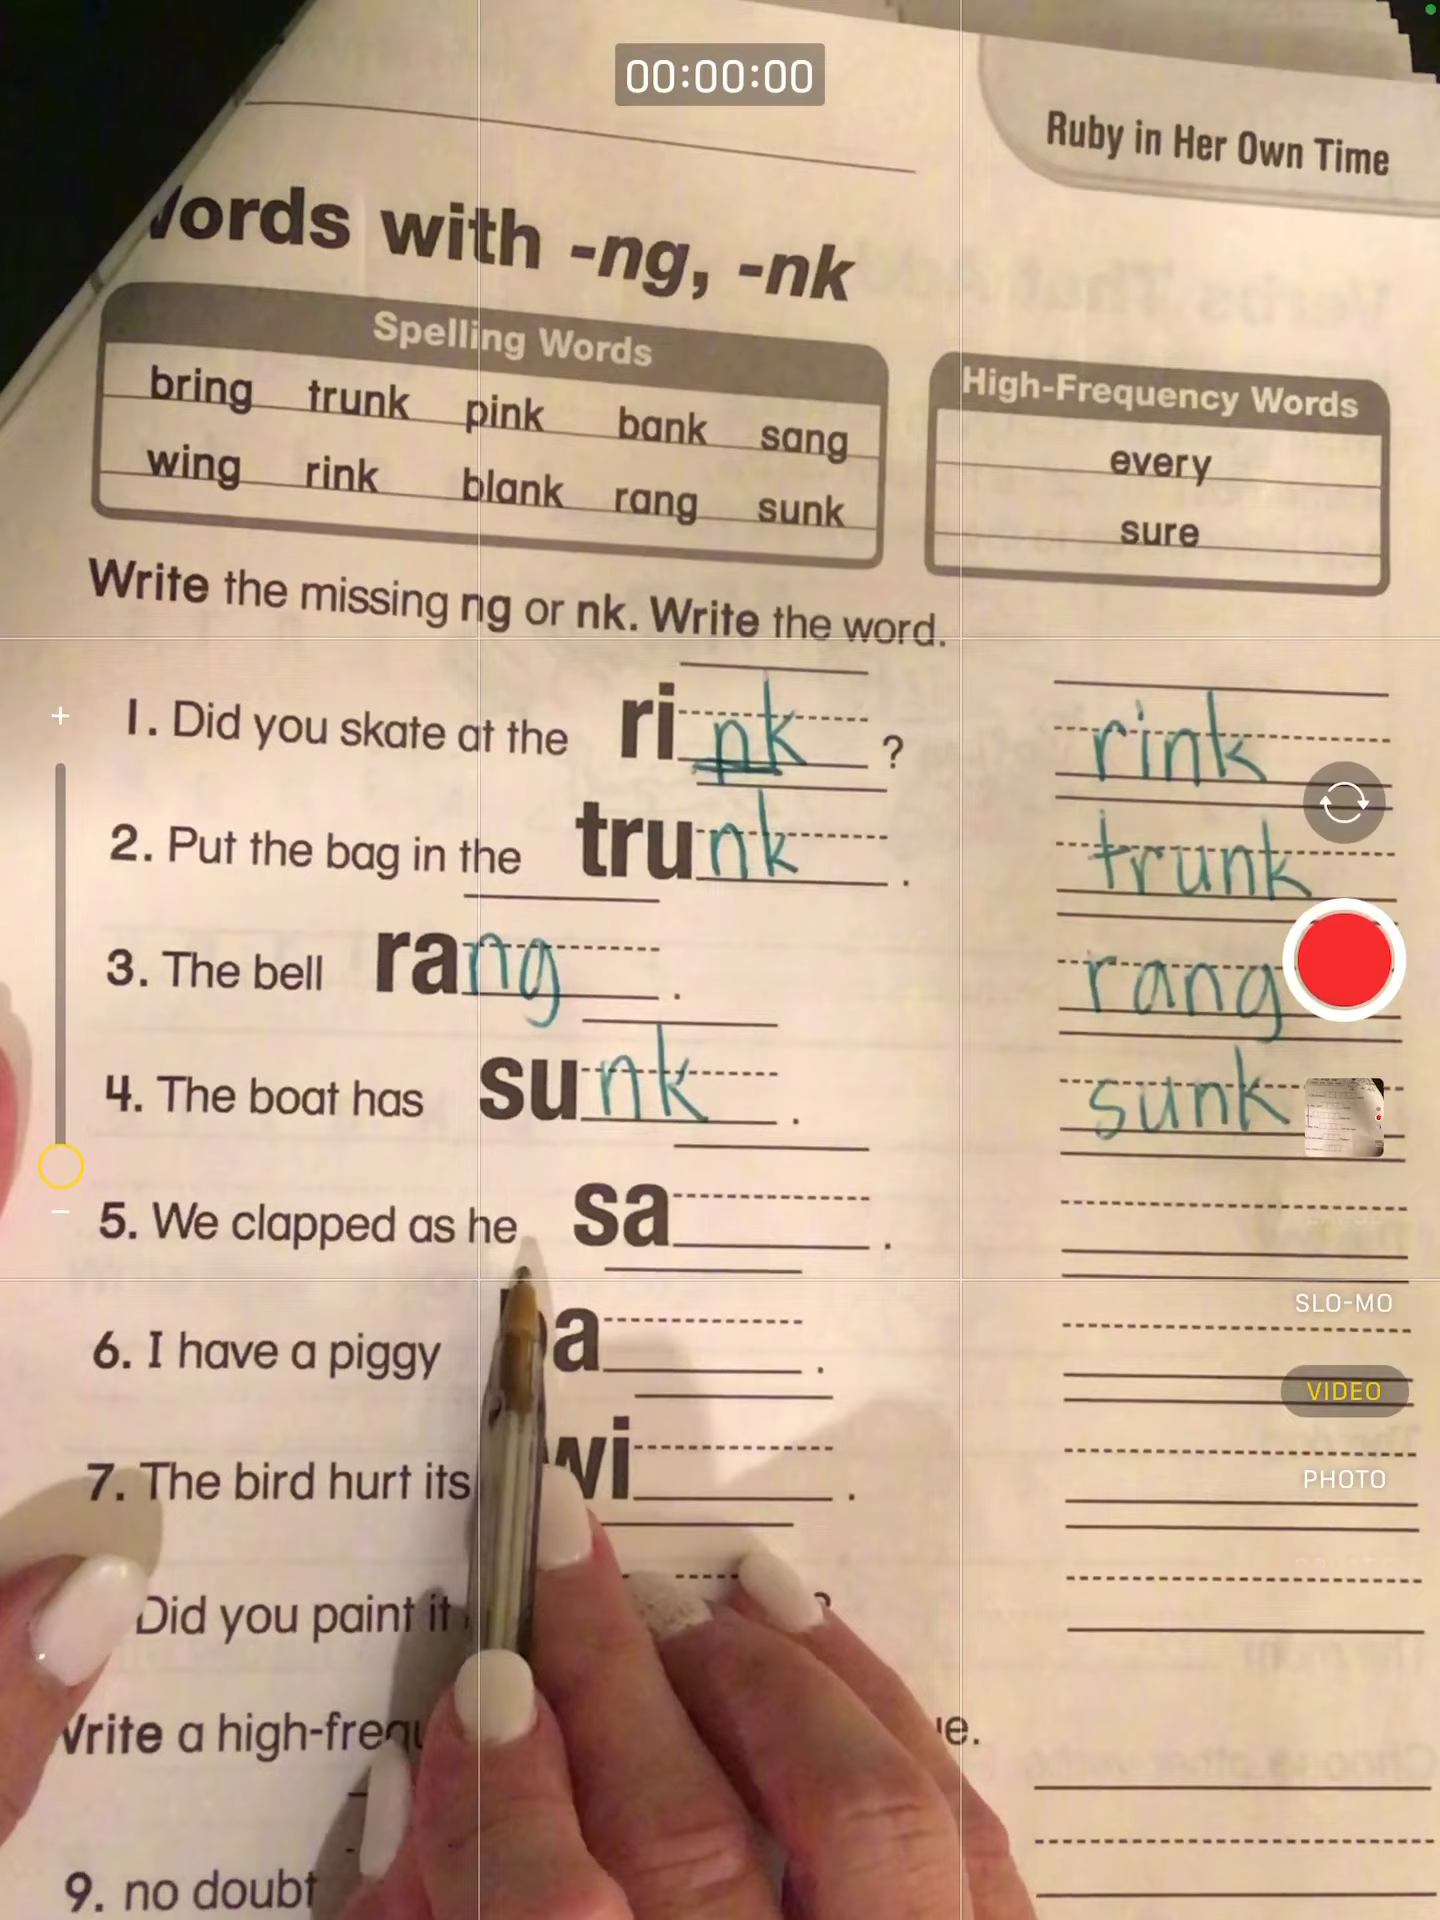 00:00:00
Ruby in Her Own Time
Words with -ng, -nk
Spelling Words
bring trunk pink bank sang
wing rink blank rang sunk
High-Frequency Words
every
sure
Write the missing ng or nk. Write the word.
1. Did you skate at the rink ? rink
2. Put the bag in the trunk . trunk
3. The bell rang . rang
4. The boat has sunk . sunk
5. We clapped as he sa .
6. I have a piggy ba .
SLO-MO
VIDEO
7. The bird hurt its wi .
PHOTO
Did you paint it ?
Write a high-frequ ue.
9. no doubt